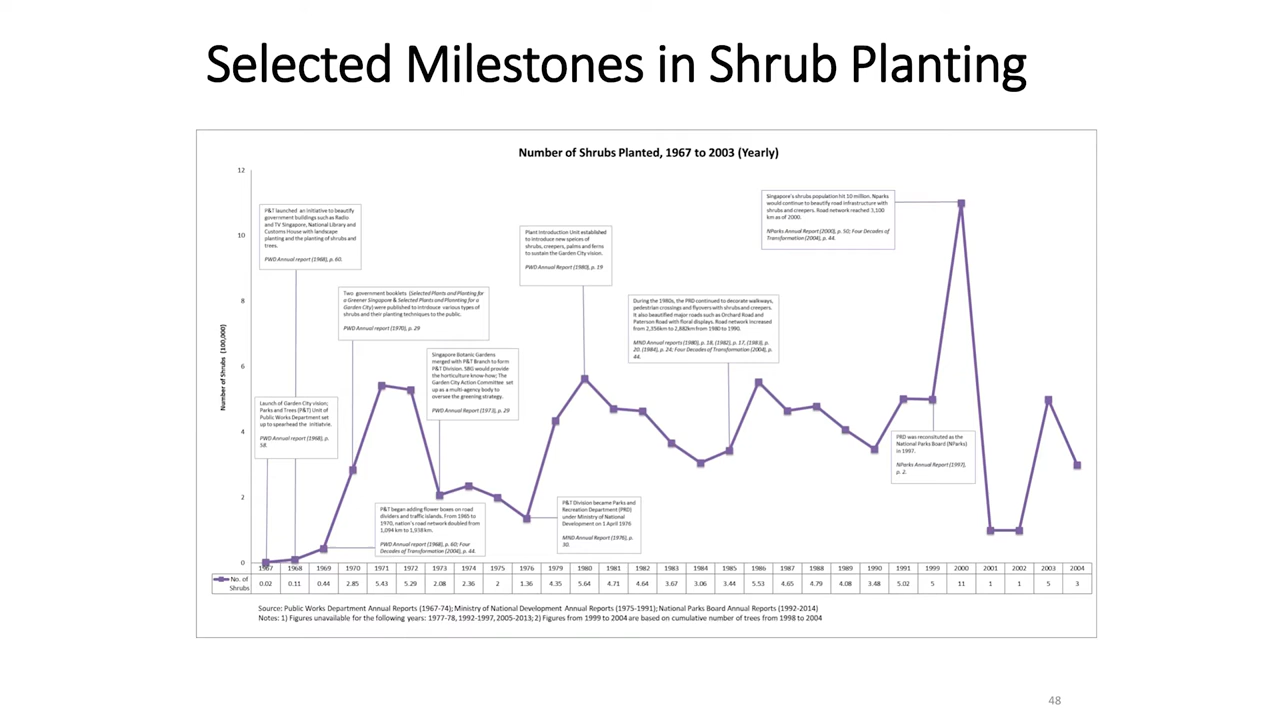 Selected Milestones in Shrub Planting
Number of Shrubs Planted, 1967 to 2003 (Yearly)
Number of Shrubs (100,000)
12
10
8
6
4
2
0
P&T launched an initiative to beautify
government buildings such as Radio
and TV Singapore, National Library and
Customs House with landscape
planting and the planting of shrubs and
trees.
PWD Annual report (1968), p. 60.
Launch of Garden City vision;
Parks and Trees (P&T) Unit of
Public Works Department set
up to spearhead the initiatvie.
PWD Annual report (1968), p.
58.
Two government booklets (Selected Plants and Planting for
a Greener Singapore & Selected Plants and Plannting for a
Garden City) were published to intrdouce various types of
shrubs and their planting techniques to the public.
PWD Annual report (1970), p. 29
Singapore Botanic Gardens
merged with P&T Branch to form
P&T Division. SBG would provide
the horticulture know-how; The
Garden City Action Committee set
up as a multi-agency body to
oversee the greening strategy.
PWD Annual Report (1973), p. 29
P&T began adding flower boxes on road
dividers and traffic islands. From 1965 to
1970, nation's road network doubled from
1,094 km to 1,938km.
PWD Annual report (1968), p. 60; Four
Decades of Transformation (2004), p. 44.
Plant Introduction Unit established
to introduce new speices of
shrubs, creepers, palms and ferns
to sustain the Garden City vision.
PWD Annual Report (1980), p. 19
P&T Division became Parks and
Recreation Department (PRD)
under Ministry of National
Development on 1 April 1976
MND Annual Report (1976), p.
30.
During the 1980s, the PRD continued to decorate walkways,
pedestrian crossings and flyovers with shrubs and creepers.
It also beautified major roads such as Orchard Road and
Paterson Road with floral displays. Road network increased
from 2,356km to 2,882km from 1980 to 1990.
MND Annual reports (1980), p. 18, (1982), p. 17, (1983), p.
20, (1984), p. 24; Four Decades of Transformation (2004), p.
44.
Singapore's shrubs population hit 10 million. Nparks
would continue to beautify road infrastructure with
shrubs and creepers. Road network reached 3,100
km as of 2000.
NParks Annual Report (2000), p. 50; Four Decades of
Transformation (2004), p. 44.
PRD was reconsituted as the
National Parks Board (NParks)
in 1997.
NParks Annual Report (1997),
p. 2.
1967 1968 1969 1970 1971 1972 1973 1974 1975 1976 1979 1980 1981 1982 1983 1984 1985 1986 1987 1988 1989 1990 1991 1999 2000 2001 2002 2003 2004
No. of Shrubs 0.02 0.11 0.44 2.85 5.43 5.29 2.08 2.36 2 1.36 4.35 5.64 4.71 4.64 3.67 3.06 3.44 5.53 4.65 4.79 4.08 3.48 5.02 5 11 1 1 5 3
Source: Public Works Department Annual Reports (1967-74); Ministry of National Development Annual Reports (1975-1991); National Parks Board Annual Reports (1992-2014)
Notes: 1) Figures unavailable for the following years: 1977-78, 1992-1997, 2005-2013; 2) Figures from 1999 to 2004 are based on cumulative number of trees from 1998 to 2004
48